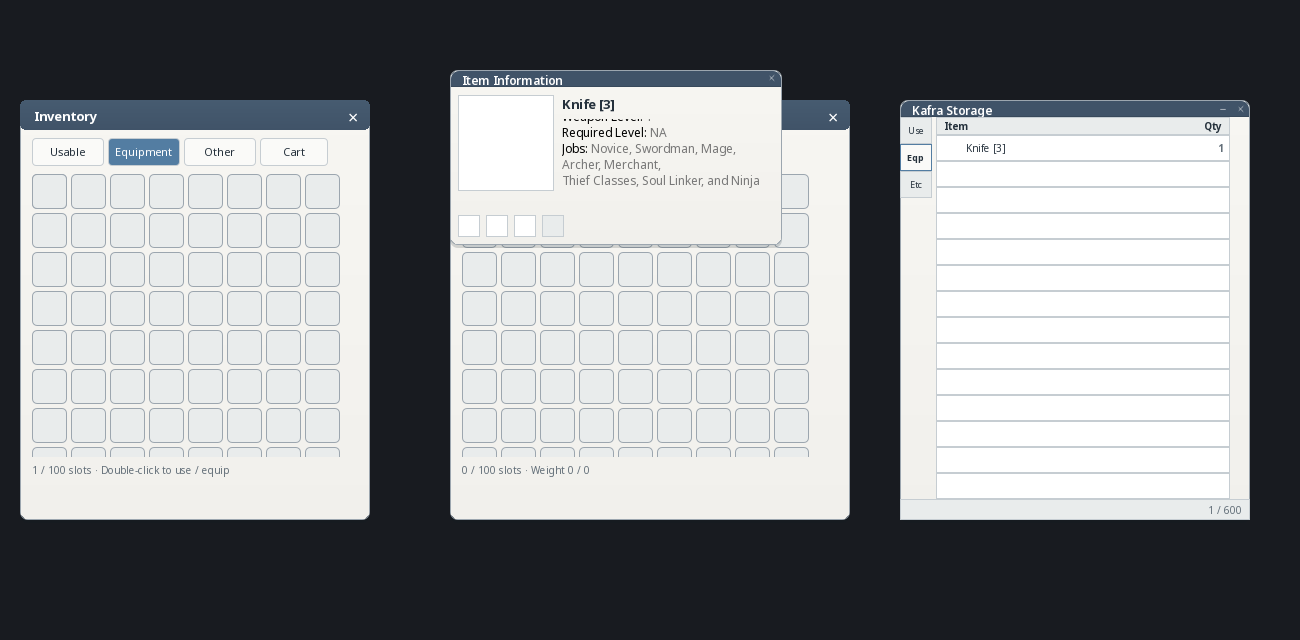 Inventory
×
Usable
Equipment
Other
Cart
1 / 100 slots · Double-click to use / equip
Item Information
×
Knife [3]
Required Level: NA
Jobs: Novice, Swordman, Mage,
Archer, Merchant,
Thief Classes, Soul Linker, and Ninja
×
0 / 100 slots · Weight 0 / 0
Kafra Storage
− ×
Use
Eqp
Etc
Item Qty
Knife [3] 1
1 / 600